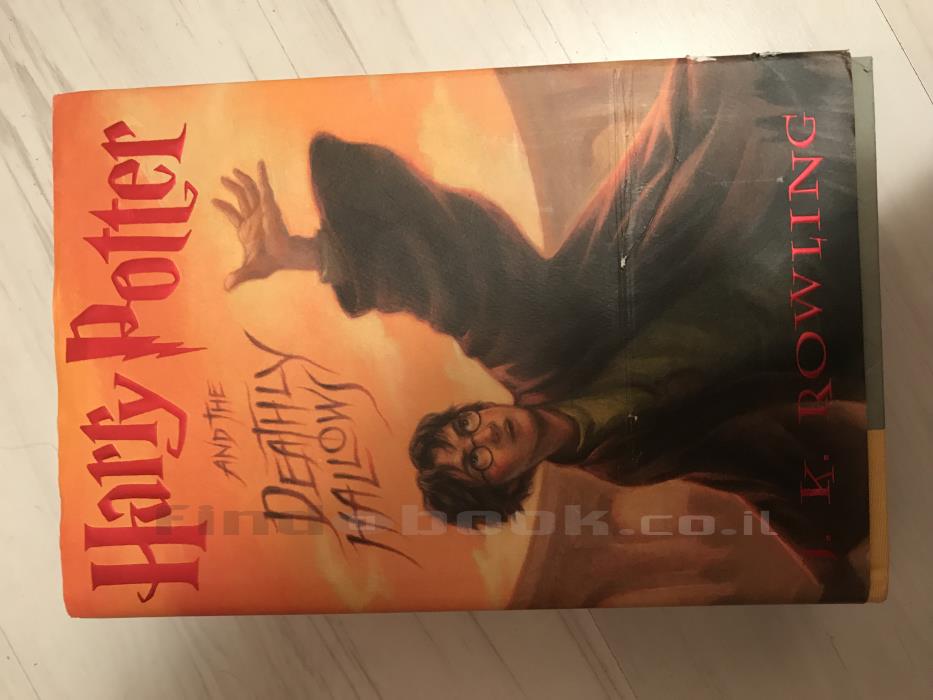 Harry Potter
AND THE
DEATHLY
HALLOWS
J. K. ROWLING
findabook.co.il